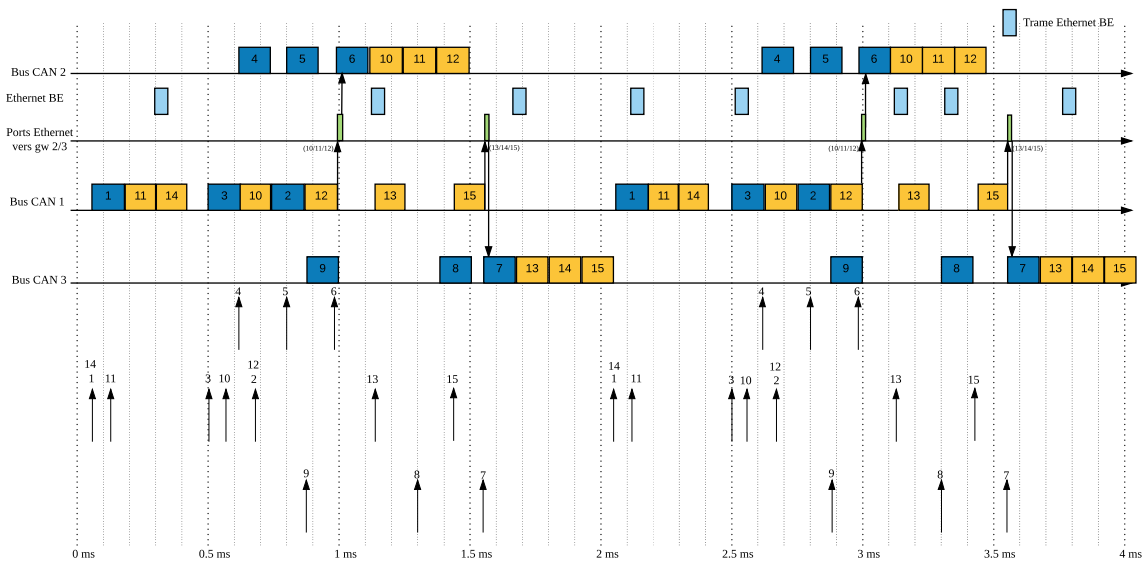 Trame Ethernet BE
4 5 6 10 11 12 4 5 6 10 11 12
Bus CAN 2
Ethernet BE
Ports Ethernet
vers gw 2/3
(10/11/12) (13/14/15) (10/11/12) (13/14/15)
1 11 14 3 10 2 12 13 15 1 11 14 3 10 2 12 13 15
Bus CAN 1
9 8 7 13 14 15 9 8 7 13 14 15
Bus CAN 3
4 5 6 4 5 6
14 12 14 12
1 11 3 10 2 13 15 1 11 3 10 2 13 15
9 8 7 9 8 7
0 ms 0.5 ms 1 ms 1.5 ms 2 ms 2.5 ms 3 ms 3.5 ms 4 ms